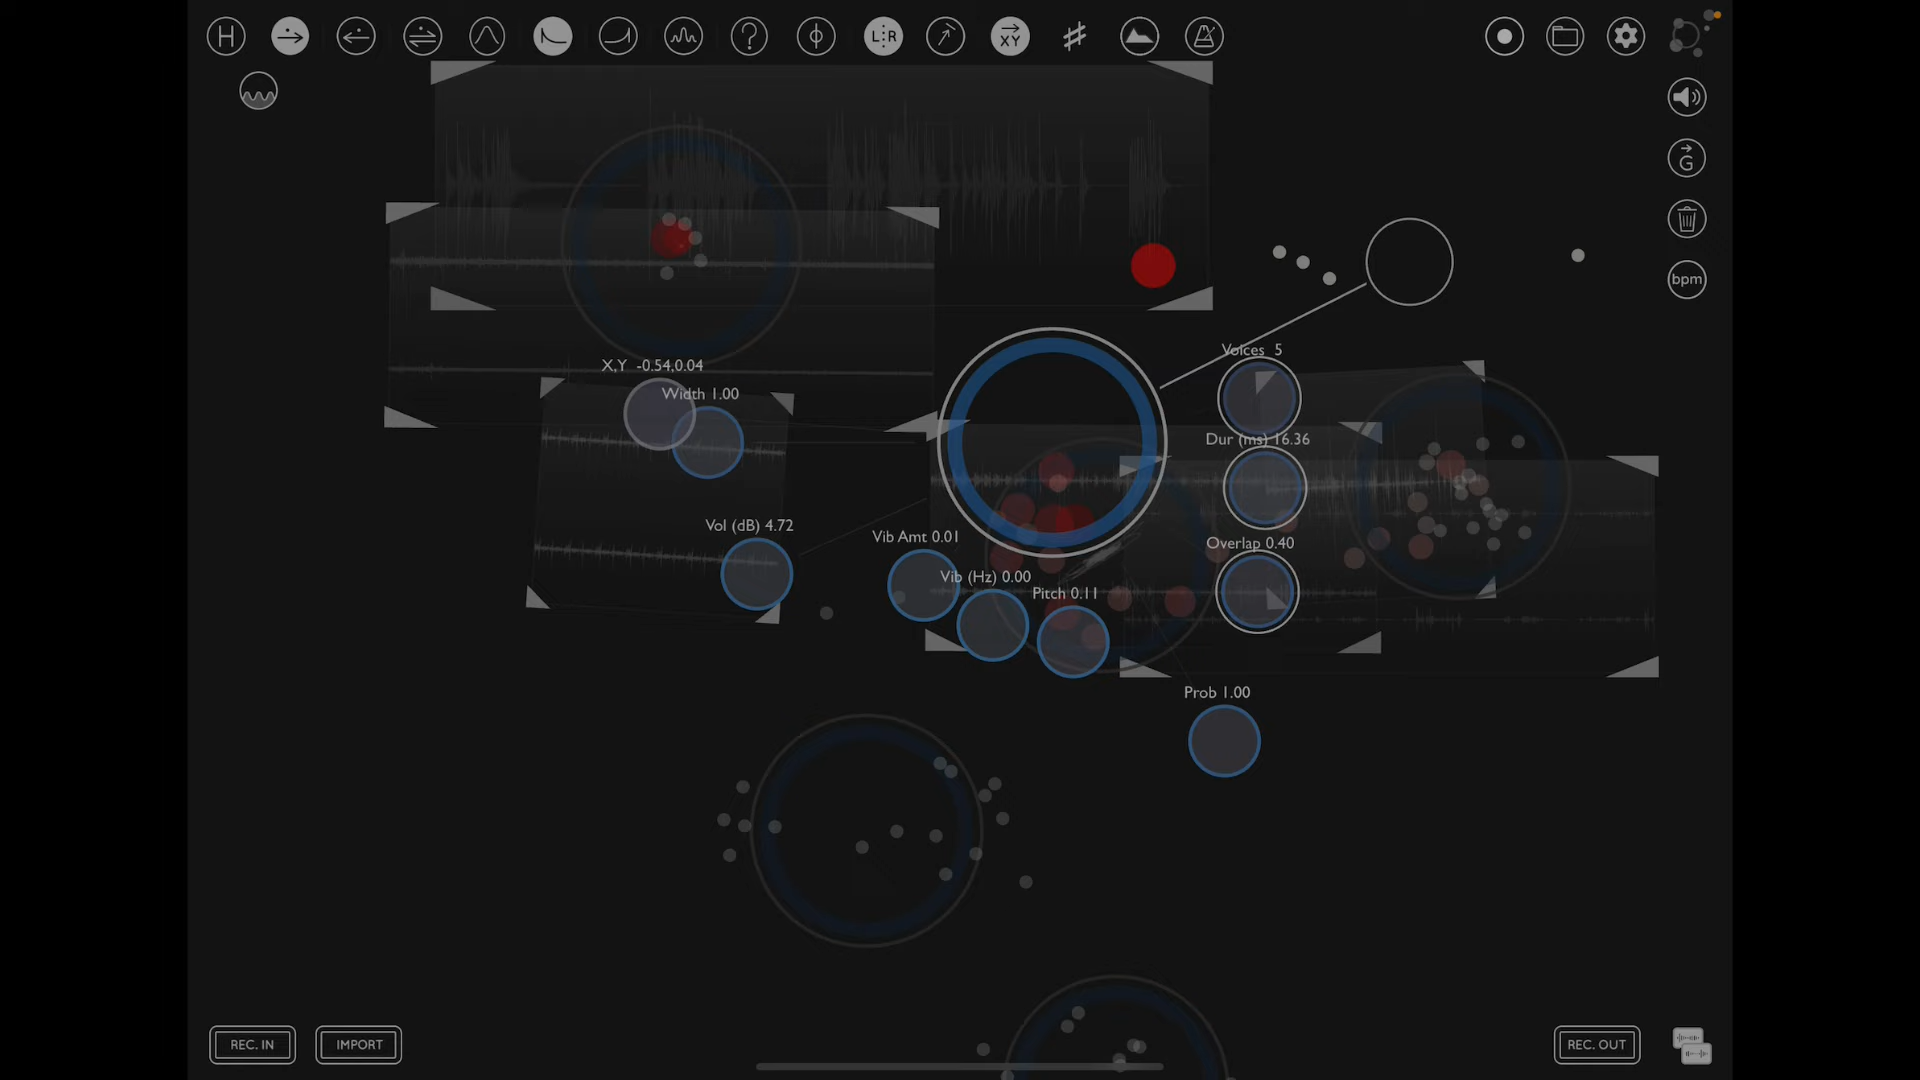 H
?
L:R
XY
G
bpm
X,Y -0.54,0.04
Width 1.00
Voices 5
Dur (ms) 16.36
Vol (dB) 4.72
Vib Amt 0.01
Overlap 0.40
Vib (Hz) 0.00
Pitch 0.11
Prob 1.00
REC. IN
IMPORT
REC. OUT